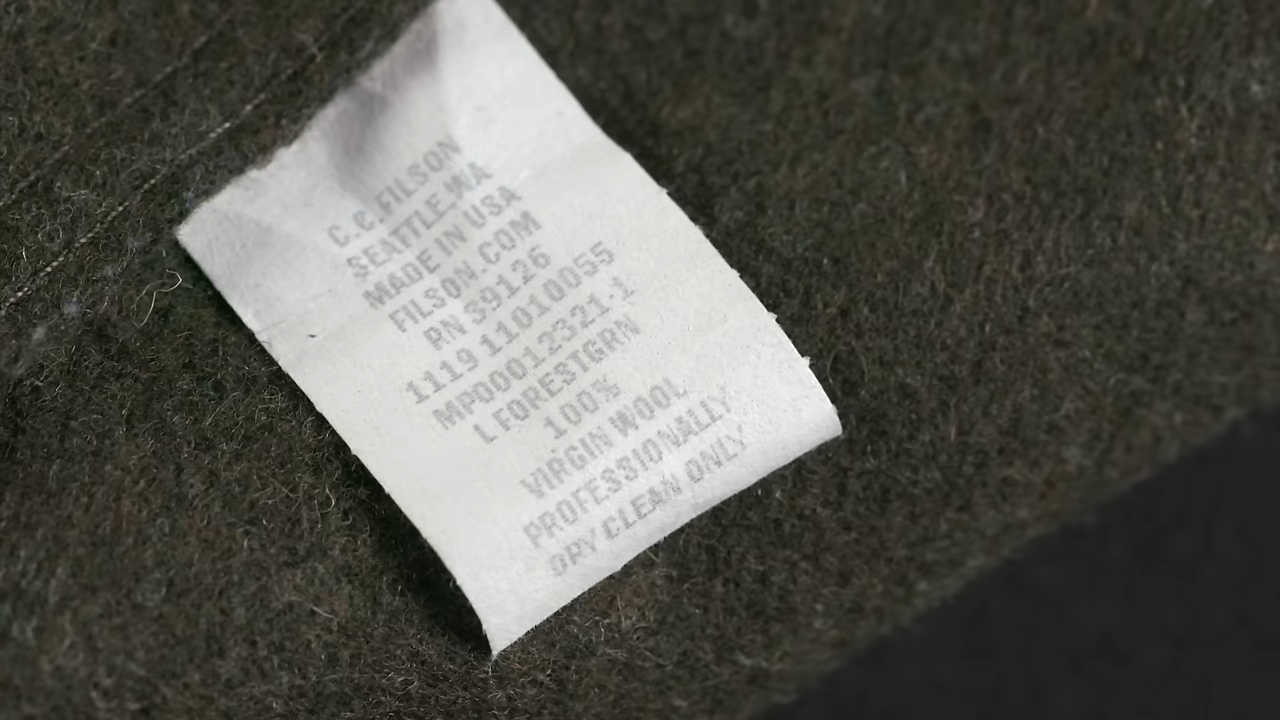 C.C.FILSON
SEATTLE,WA
MADE IN USA
FILSON.COM
RN 39126
1119 11010055
MP00012321-1
L FORESTGRN
100%
VIRGIN WOOL
PROFESSIONALLY
DRY CLEAN ONLY